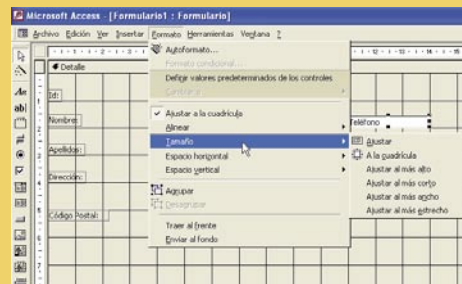 Microsoft Access - [Formulario1 : Formulario]
Archivo Edición Ver Insertar Formato Herramientas Ventana ?
Detalle
Id:
Nombre:
Apellidos:
Dirección:
Código Postal:
Teléfono
Autoformato...
Formato condicional...
Definir valores predeterminados de los controles
Cambiar a
Ajustar a la cuadrícula
Alinear
Tamaño
Espacio horizontal
Espacio vertical
Agrupar
Desagrupar
Traer al frente
Enviar al fondo
Ajustar
A la cuadrícula
Ajustar al más alto
Ajustar al más corto
Ajustar al más ancho
Ajustar al más estrecho